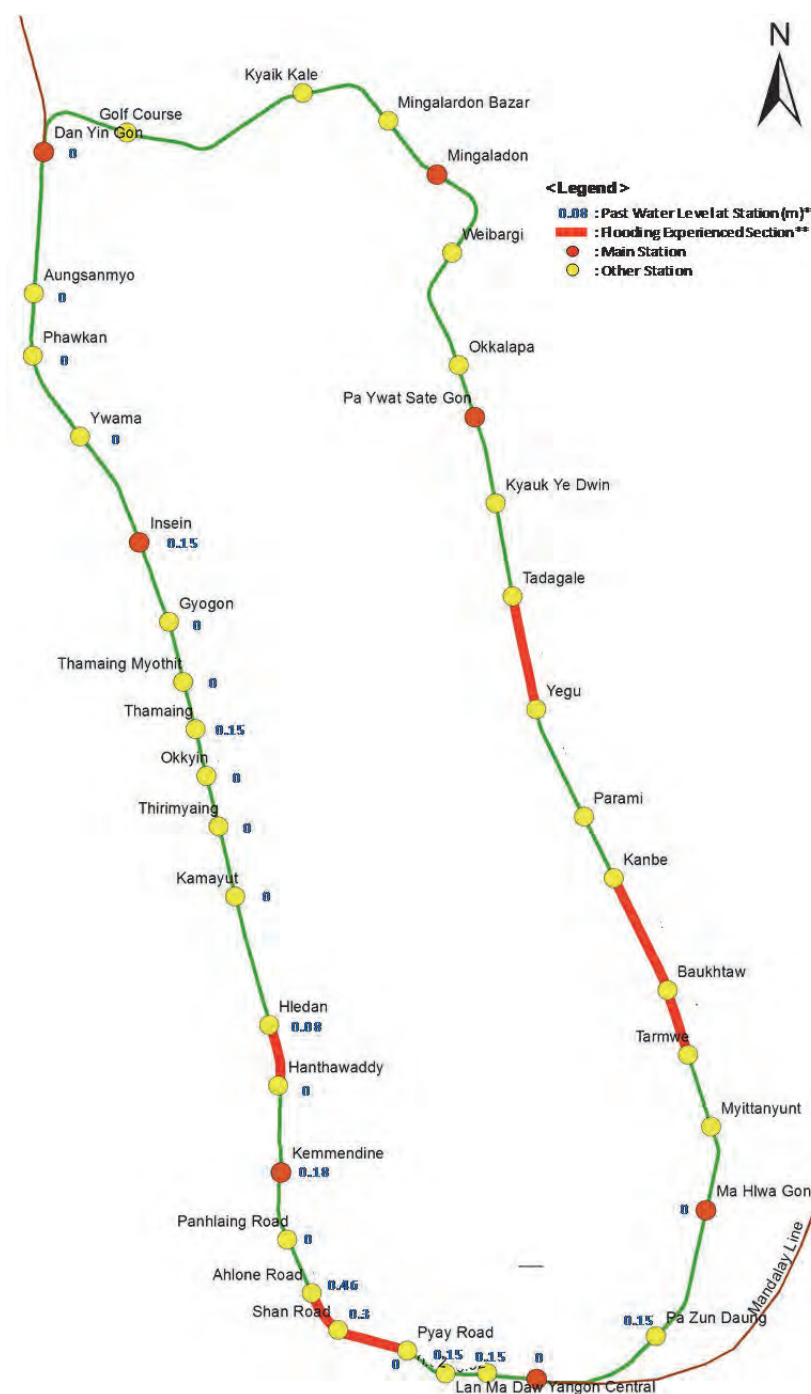 N
Kyaik Kale
Mingalardon Bazar
Golf Course
Dan Yin Gon
0
Mingaladon
<Legend>
0.08 : Past Water Level at Station (m)*
: Flooding Experienced Section**
: Main Station
: Other Station
Weibargi
Aungsanmyo
0
Phawkan
0
Okkalapa
Pa Ywat Sate Gon
Ywama
0
Kyauk Ye Dwin
Insein
0.15
Tadagale
Gyogon
0
Thamaing Myothit
0
Yegu
Thamaing
0.15
Okkyin
0
Thirimyaing
0
Parami
Kanbe
Kamayut
0
Baukhtaw
Hledan
0.08
Tarmwe
Hanthawaddy
0
Myittanyunt
Kemmendine
0.18
Ma Hlwa Gon
0
Panhlaing Road
0
Ahlone Road
0.46
Shan Road
0.3
Mandalay Line
Pa Zun Daung
0.15
Pyay Road
0
0.15
0.15
0
Lan Ma Daw Yangon Central